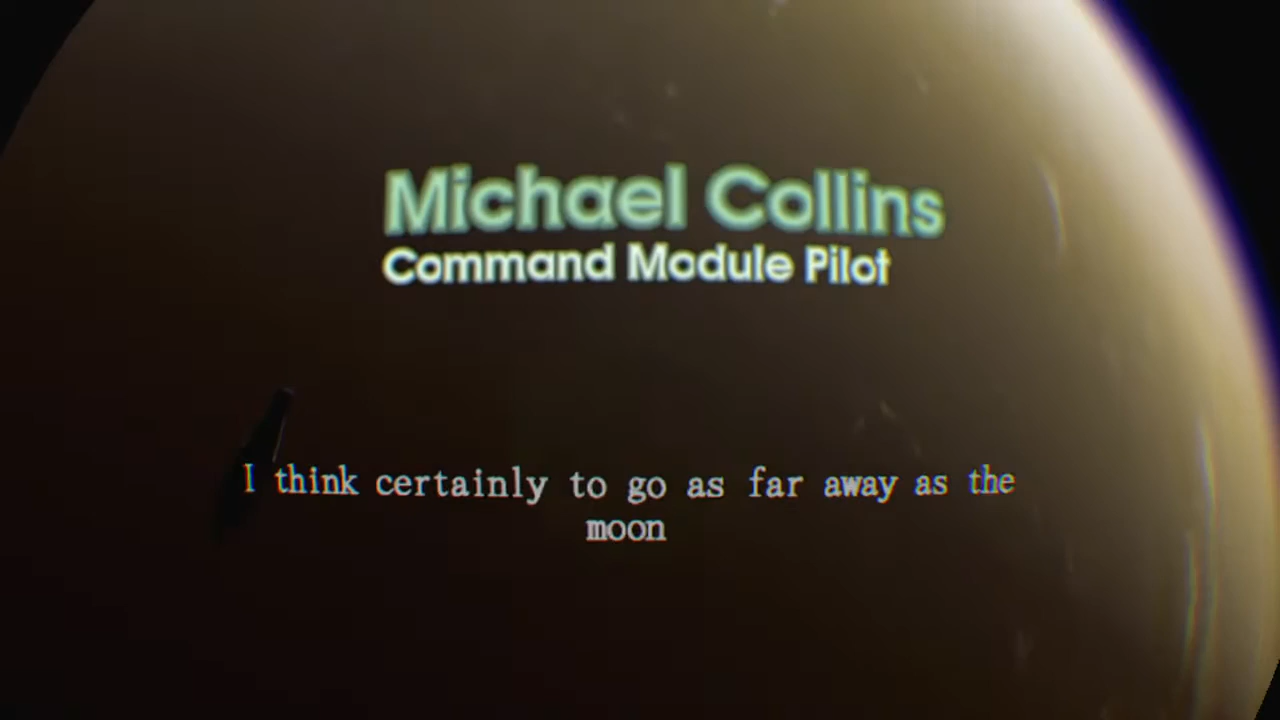 Michael Collins
Command Module Pilot
I think certainly to go as far away as the
moon